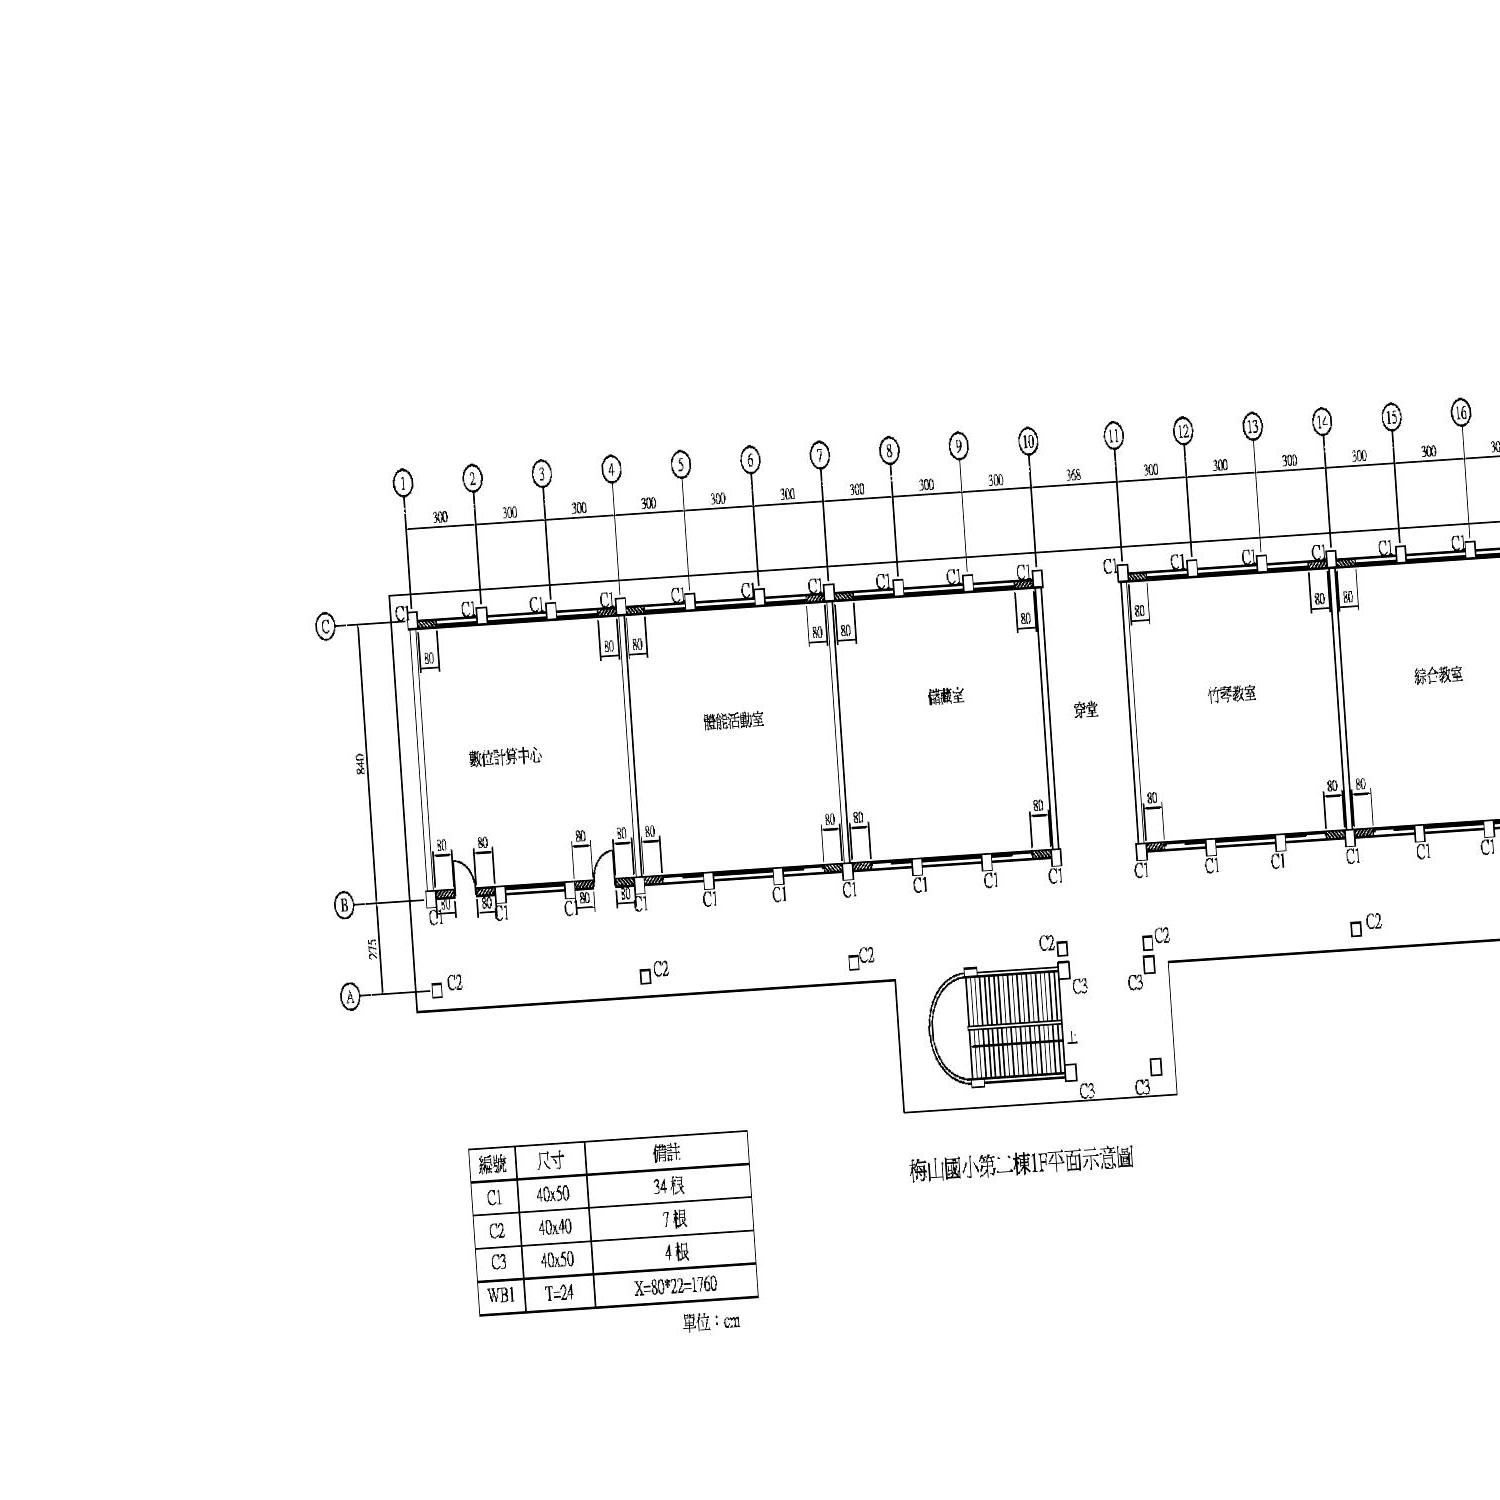 1 2 3 4 5 6 7 8 9 10 11 12 13 14 15 16
300 300 300 300 300 300 300 300 300 368 300 300 300 300 300
C1 C1 C1 C1 C1 C1 C1 C1 C1 C1 C1 C1 C1 C1 C1 C1
C
80 80 80 80 80 80 80 80 80
數位計算中心 體能活動室 儲藏室 穿堂 竹琴教室 綜合教室
840
80 80 80 80 80 80 80 80 80 80 80
B
80 80 80 80
C1 C1 C1 C1 C1 C1 C1 C1 C1 C1 C1 C1 C1 C1 C1 C1
275
A
C2 C2 C2 C2 C2 C2
C3 C3
上
C3 C3
梅山國小第二棟1F平面示意圖
編號 尺寸 備註
C1 40x50 34 根
C2 40x40 7 根
C3 40x50 4 根
WB1 T=24 X=80*22=1760
單位：cm